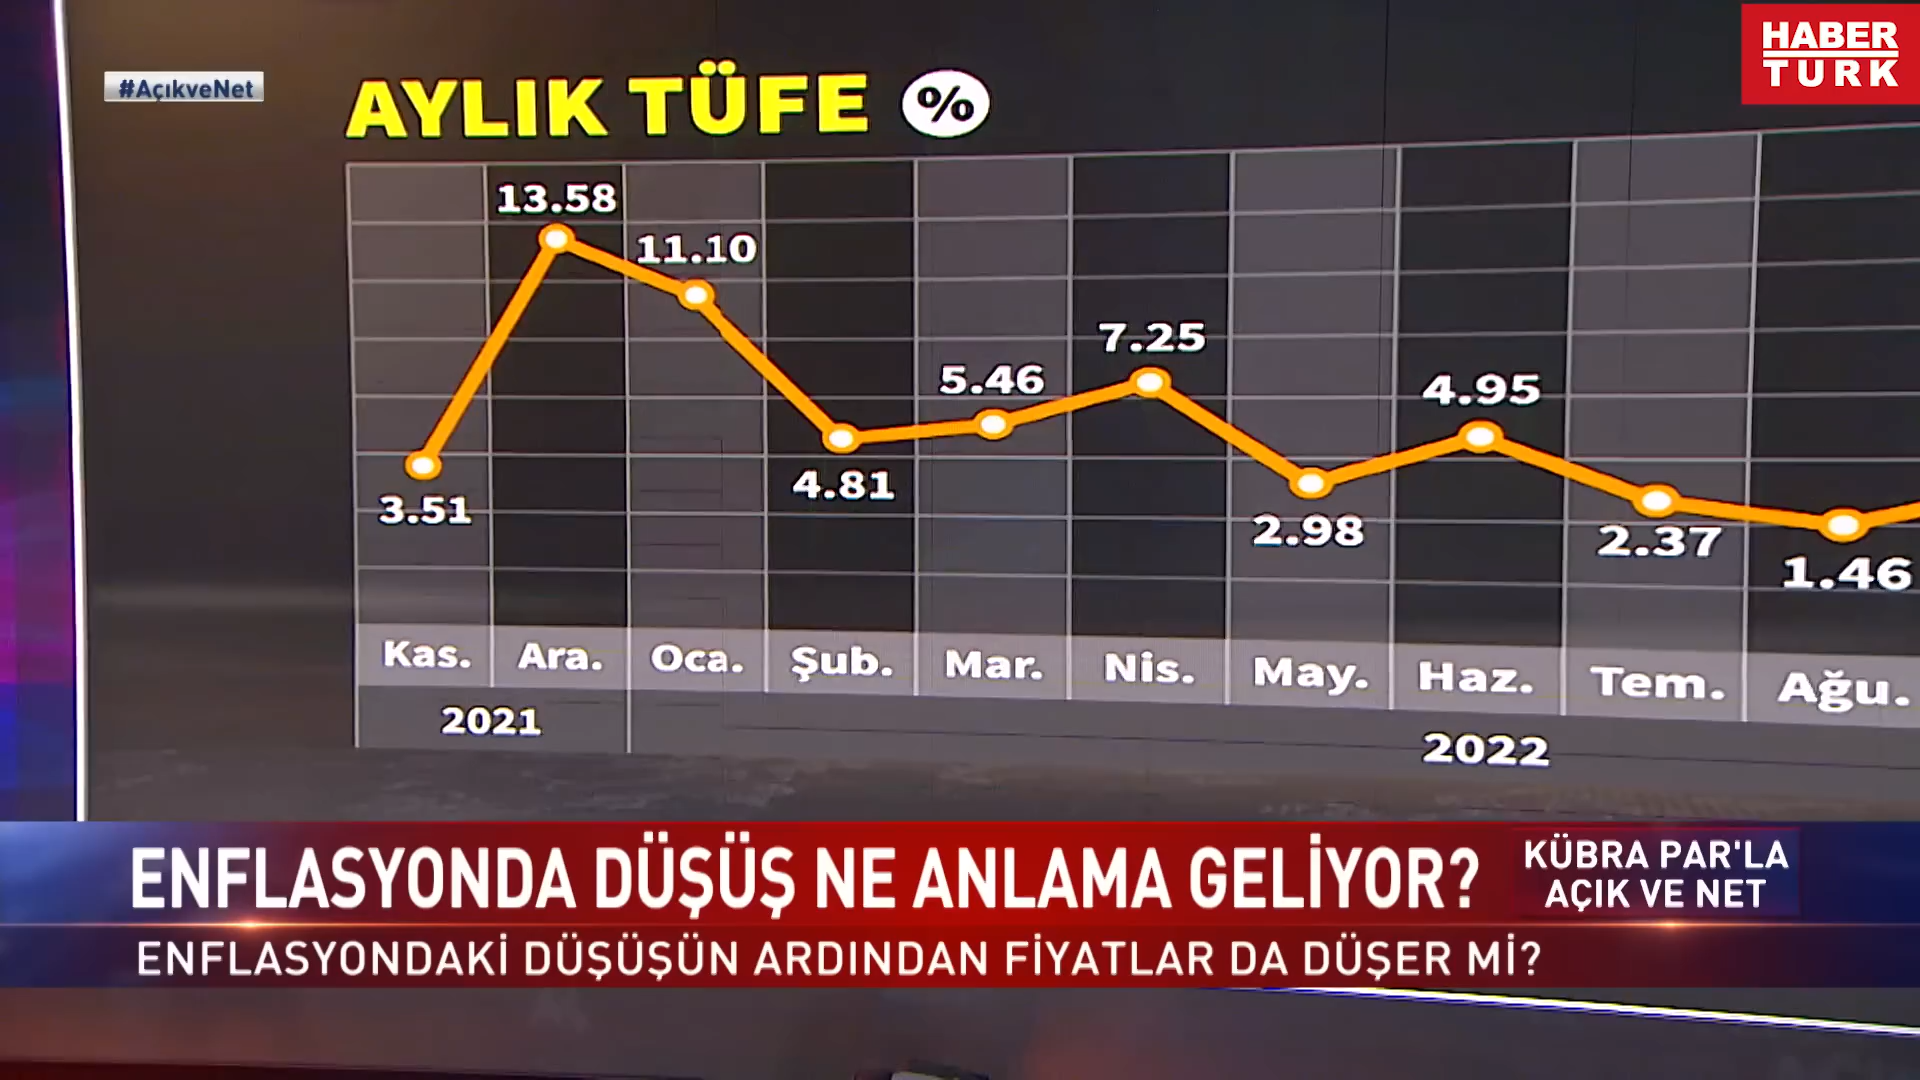 HABER
TURK
#AçıkveNet
AYLIK TÜFE %
13.58
11.10
7.25
5.46
4.95
3.51
4.81
2.98
2.37
1.46
Kas. Ara. Oca. Şub. Mar. Nis. May. Haz. Tem. Ağu.
2021 2022
ENFLASYONDA DÜŞÜŞ NE ANLAMA GELİYOR?
KÜBRA PAR'LA
AÇIK VE NET
ENFLASYONDAKİ DÜŞÜŞÜN ARDINDAN FİYATLAR DA DÜŞER Mİ?